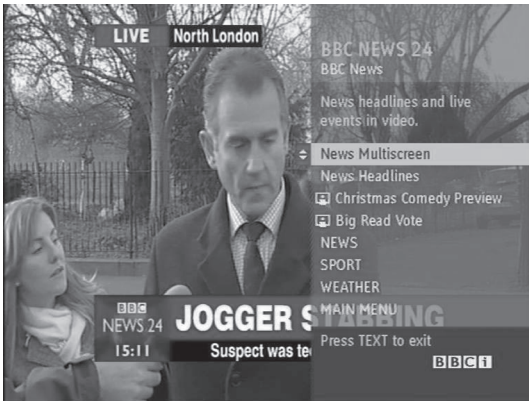 LIVE North London
BBC NEWS 24
BBC News
News headlines and live
events in video.
News Multiscreen
News Headlines
Christmas Comedy Preview
Big Read Vote
NEWS
SPORT
WEATHER
MAIN MENU
Press TEXT to exit
BBCi
BBC
NEWS 24
15:11
JOGGER STABBING
Suspect was